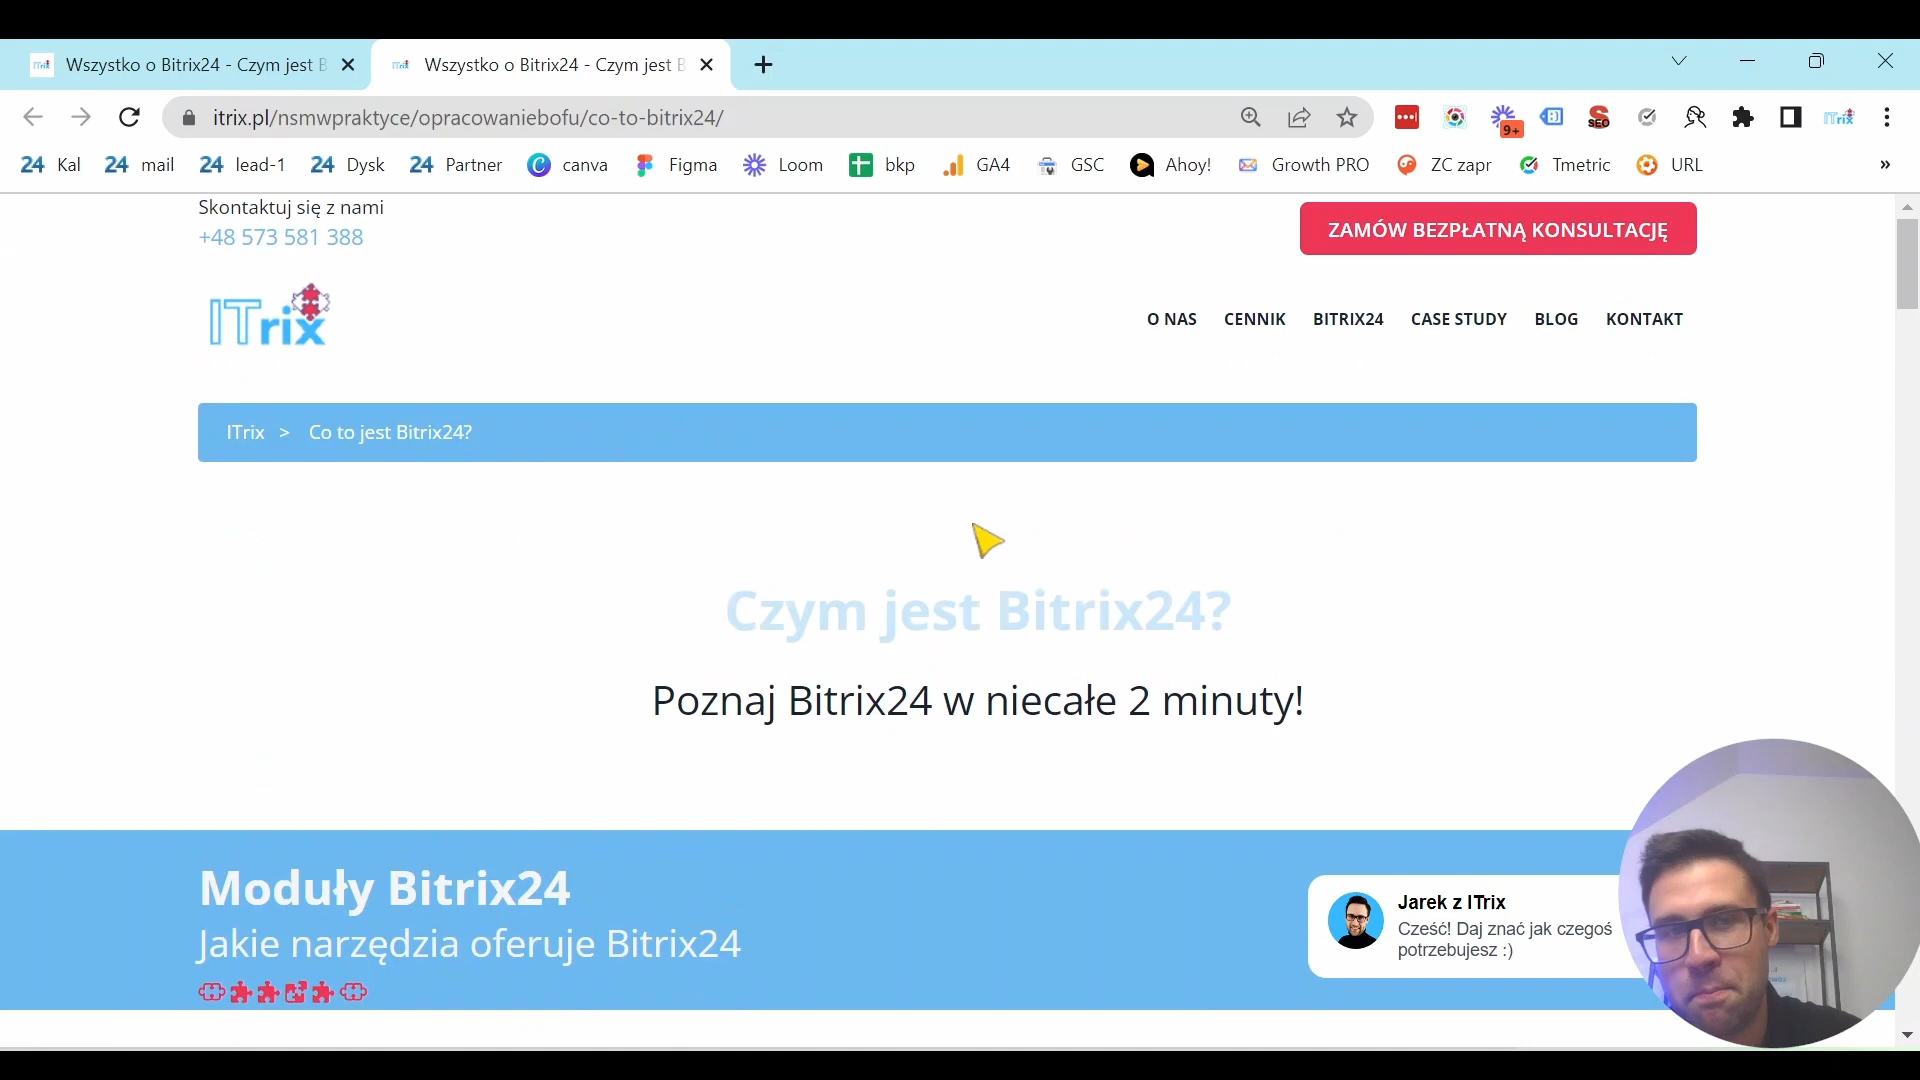 Wszystko o Bitrix24 - Czym jest B
Wszystko o Bitrix24 - Czym jest B
itrix.pl/nsmwpraktyce/opracowaniebofu/co-to-bitrix24/
9+
SEO
ITrix
24 Kal
24 mail
24 lead-1
24 Dysk
24 Partner
canva
Figma
Loom
bkp
GA4
GSC
Ahoy!
Growth PRO
ZC zapr
Tmetric
URL
»
Skontaktuj się z nami
+48 573 581 388
ZAMÓW BEZPŁATNĄ KONSULTACJĘ
ITrix
O NAS
CENNIK
BITRIX24
CASE STUDY
BLOG
KONTAKT
ITrix > Co to jest Bitrix24?
Czym jest Bitrix24?
Poznaj Bitrix24 w niecałe 2 minuty!
Moduły Bitrix24
Jakie narzędzia oferuje Bitrix24
Jarek z ITrix
Cześć! Daj znać jak czegoś
potrzebujesz :)